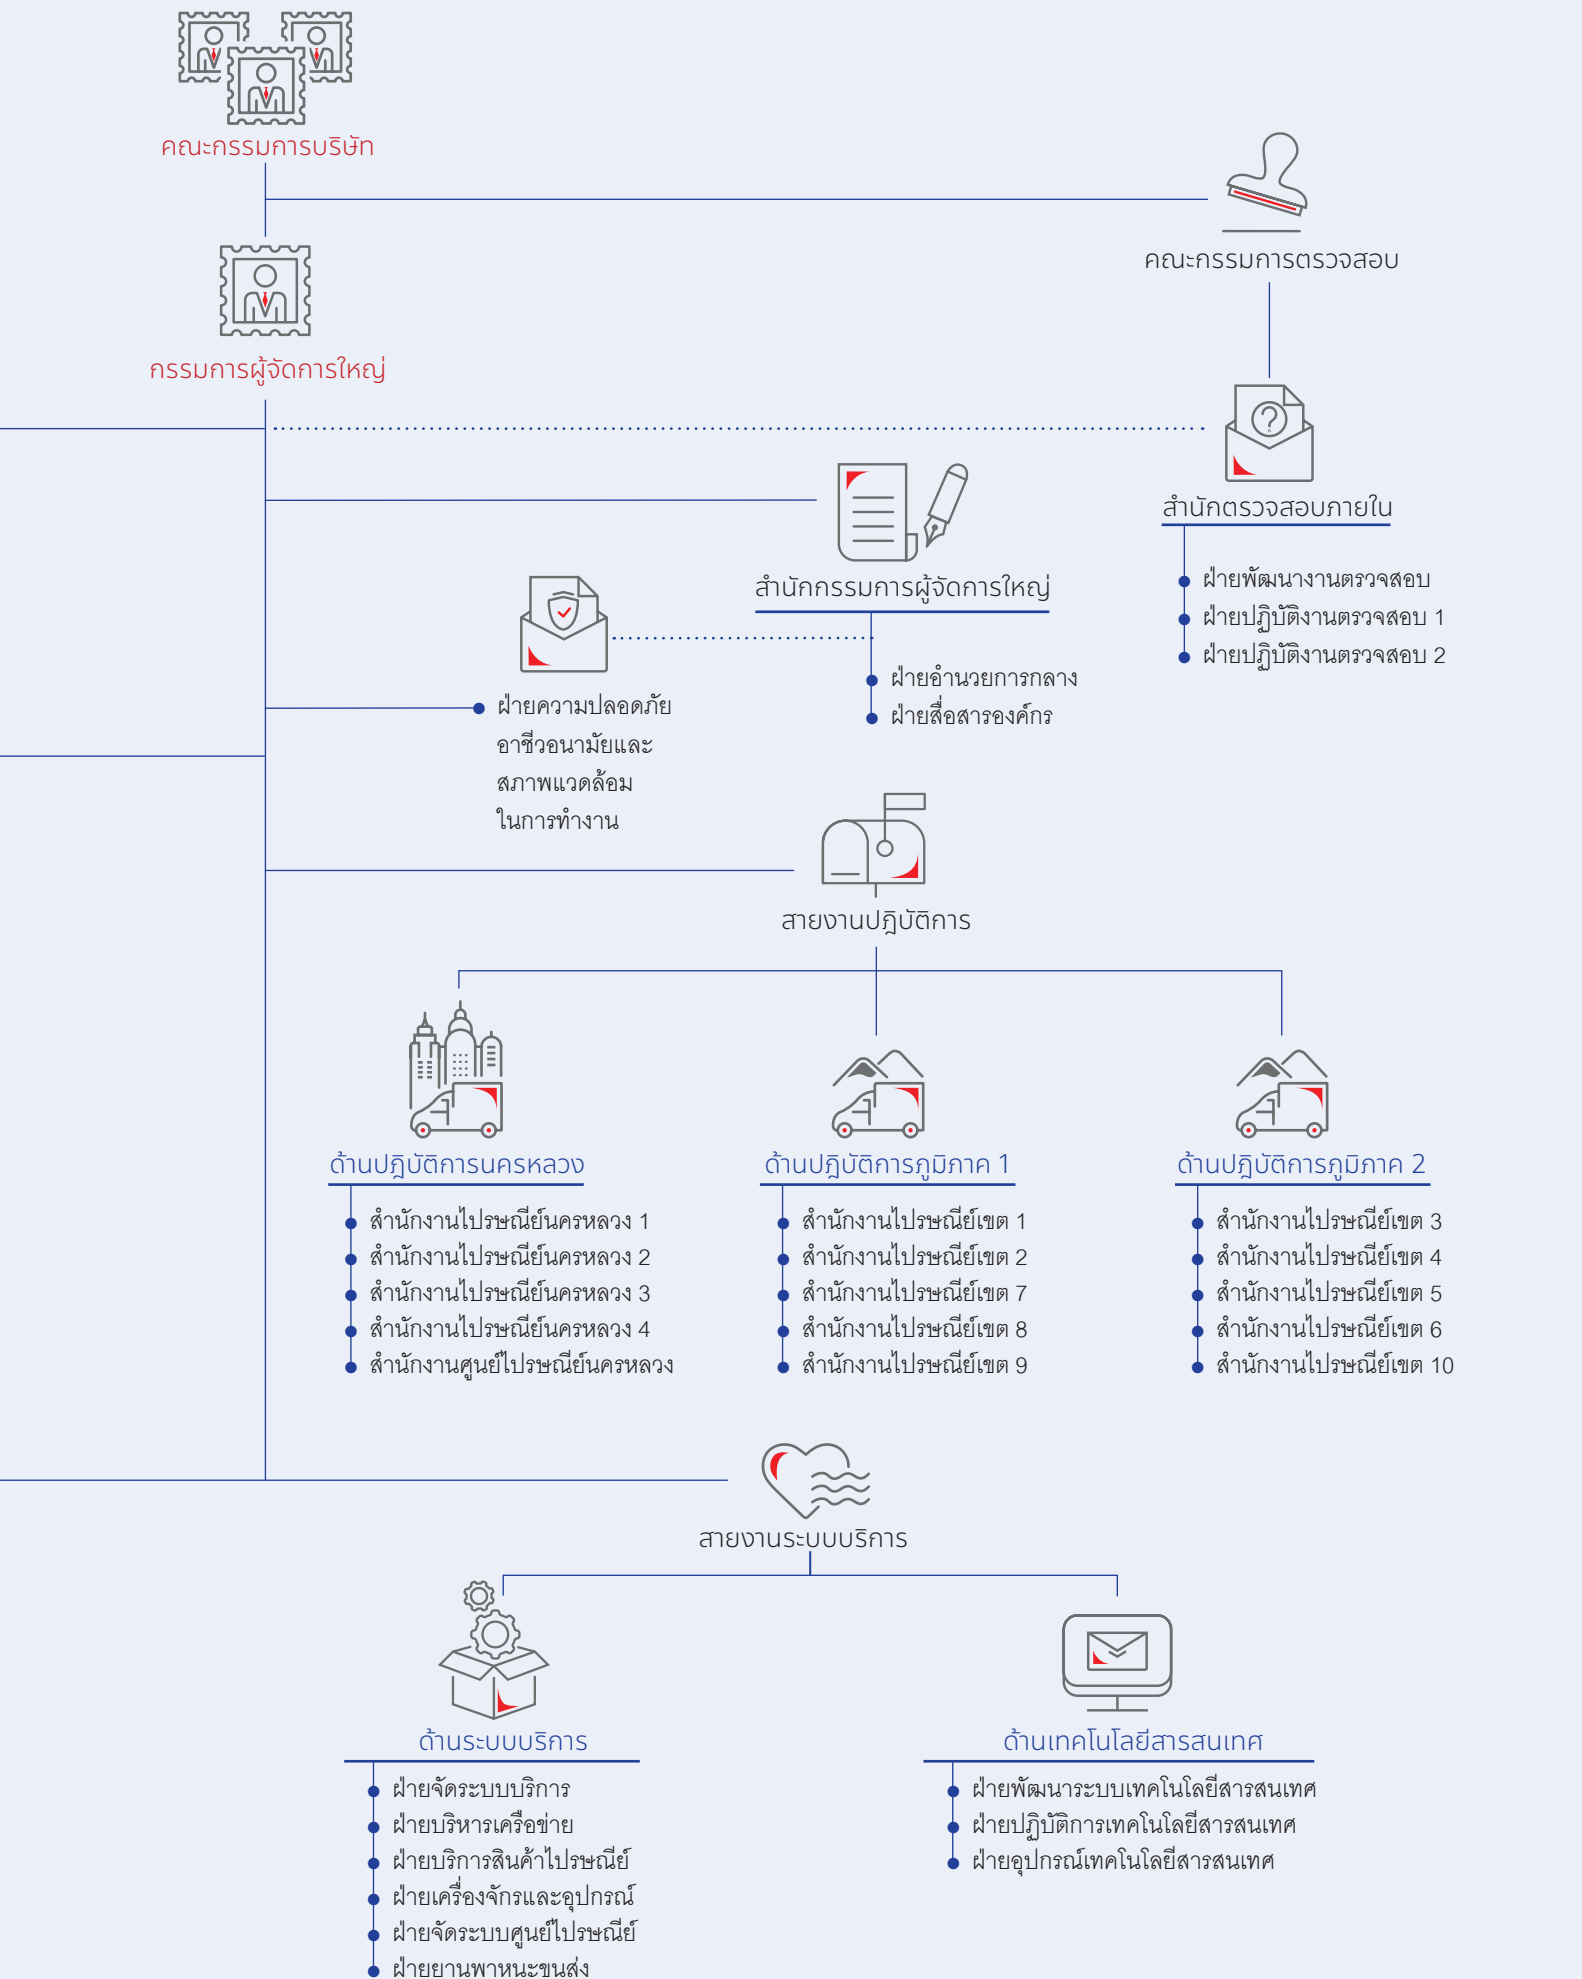 คณะกรรมการบริษัท
คณะกรรมการตรวจสอบ
กรรมการผู้จัดการใหญ่
สำนักตรวจสอบภายใน
ฝ่ายพัฒนางานตรวจสอบ
ฝ่ายปฏิบัติงานตรวจสอบ 1
ฝ่ายปฏิบัติงานตรวจสอบ 2
สำนักกรรมการผู้จัดการใหญ่
ฝ่ายอำนวยการกลาง
ฝ่ายสื่อสารองค์กร
ฝ่ายความปลอดภัย
อาชีวอนามัยและ
สภาพแวดล้อม
ในการทำงาน
สายงานปฎิบัติการ
ด้านปฎิบัติการนครหลวง
สำนักงานไปรษณีย์นครหลวง 1
สำนักงานไปรษณีย์นครหลวง 2
สำนักงานไปรษณีย์นครหลวง 3
สำนักงานไปรษณีย์นครหลวง 4
สำนักงานศูนย์ไปรษณีย์นครหลวง
ด้านปฎิบัติการภูมิภาค 1
สำนักงานไปรษณีย์เขต 1
สำนักงานไปรษณีย์เขต 2
สำนักงานไปรษณีย์เขต 7
สำนักงานไปรษณีย์เขต 8
สำนักงานไปรษณีย์เขต 9
ด้านปฎิบัติการภูมิภาค 2
สำนักงานไปรษณีย์เขต 3
สำนักงานไปรษณีย์เขต 4
สำนักงานไปรษณีย์เขต 5
สำนักงานไปรษณีย์เขต 6
สำนักงานไปรษณีย์เขต 10
สายงานระบบบริการ
ด้านระบบบริการ
ฝ่ายจัดระบบบริการ
ฝ่ายบริหารเครือข่าย
ฝ่ายบริการสินค้าไปรษณีย์
ฝ่ายเครื่องจักรและอุปกรณ์
ฝ่ายจัดระบบศูนย์ไปรษณีย์
ฝ่ายยานพาหนะขนส่ง
ด้านเทคโนโลยีสารสนเทศ
ฝ่ายพัฒนาระบบเทคโนโลยีสารสนเทศ
ฝ่ายปฏิบัติการเทคโนโลยีสารสนเทศ
ฝ่ายอุปกรณ์เทคโนโลยีสารสนเทศ